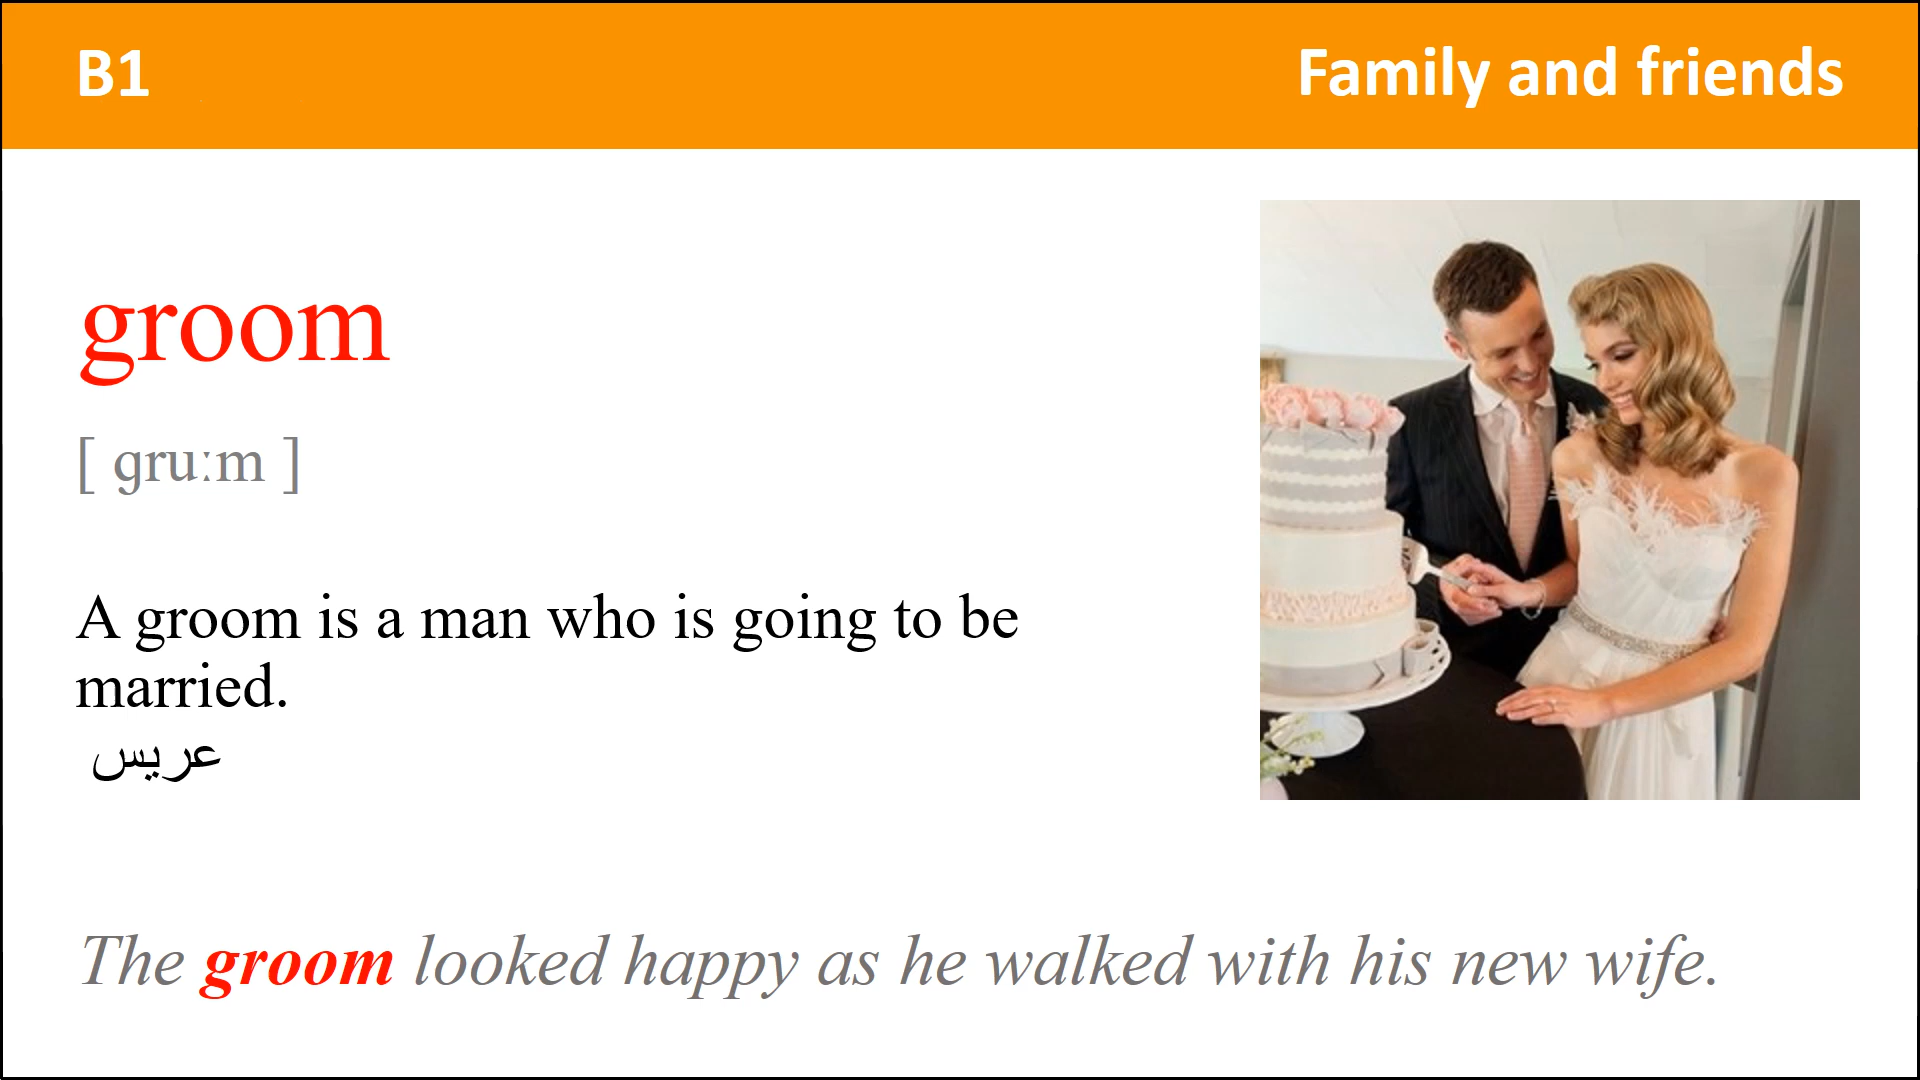 B1
Family and friends
groom
[ ɡruːm ]
A groom is a man who is going to be
married.
عريس
The groom looked happy as he walked with his new wife.